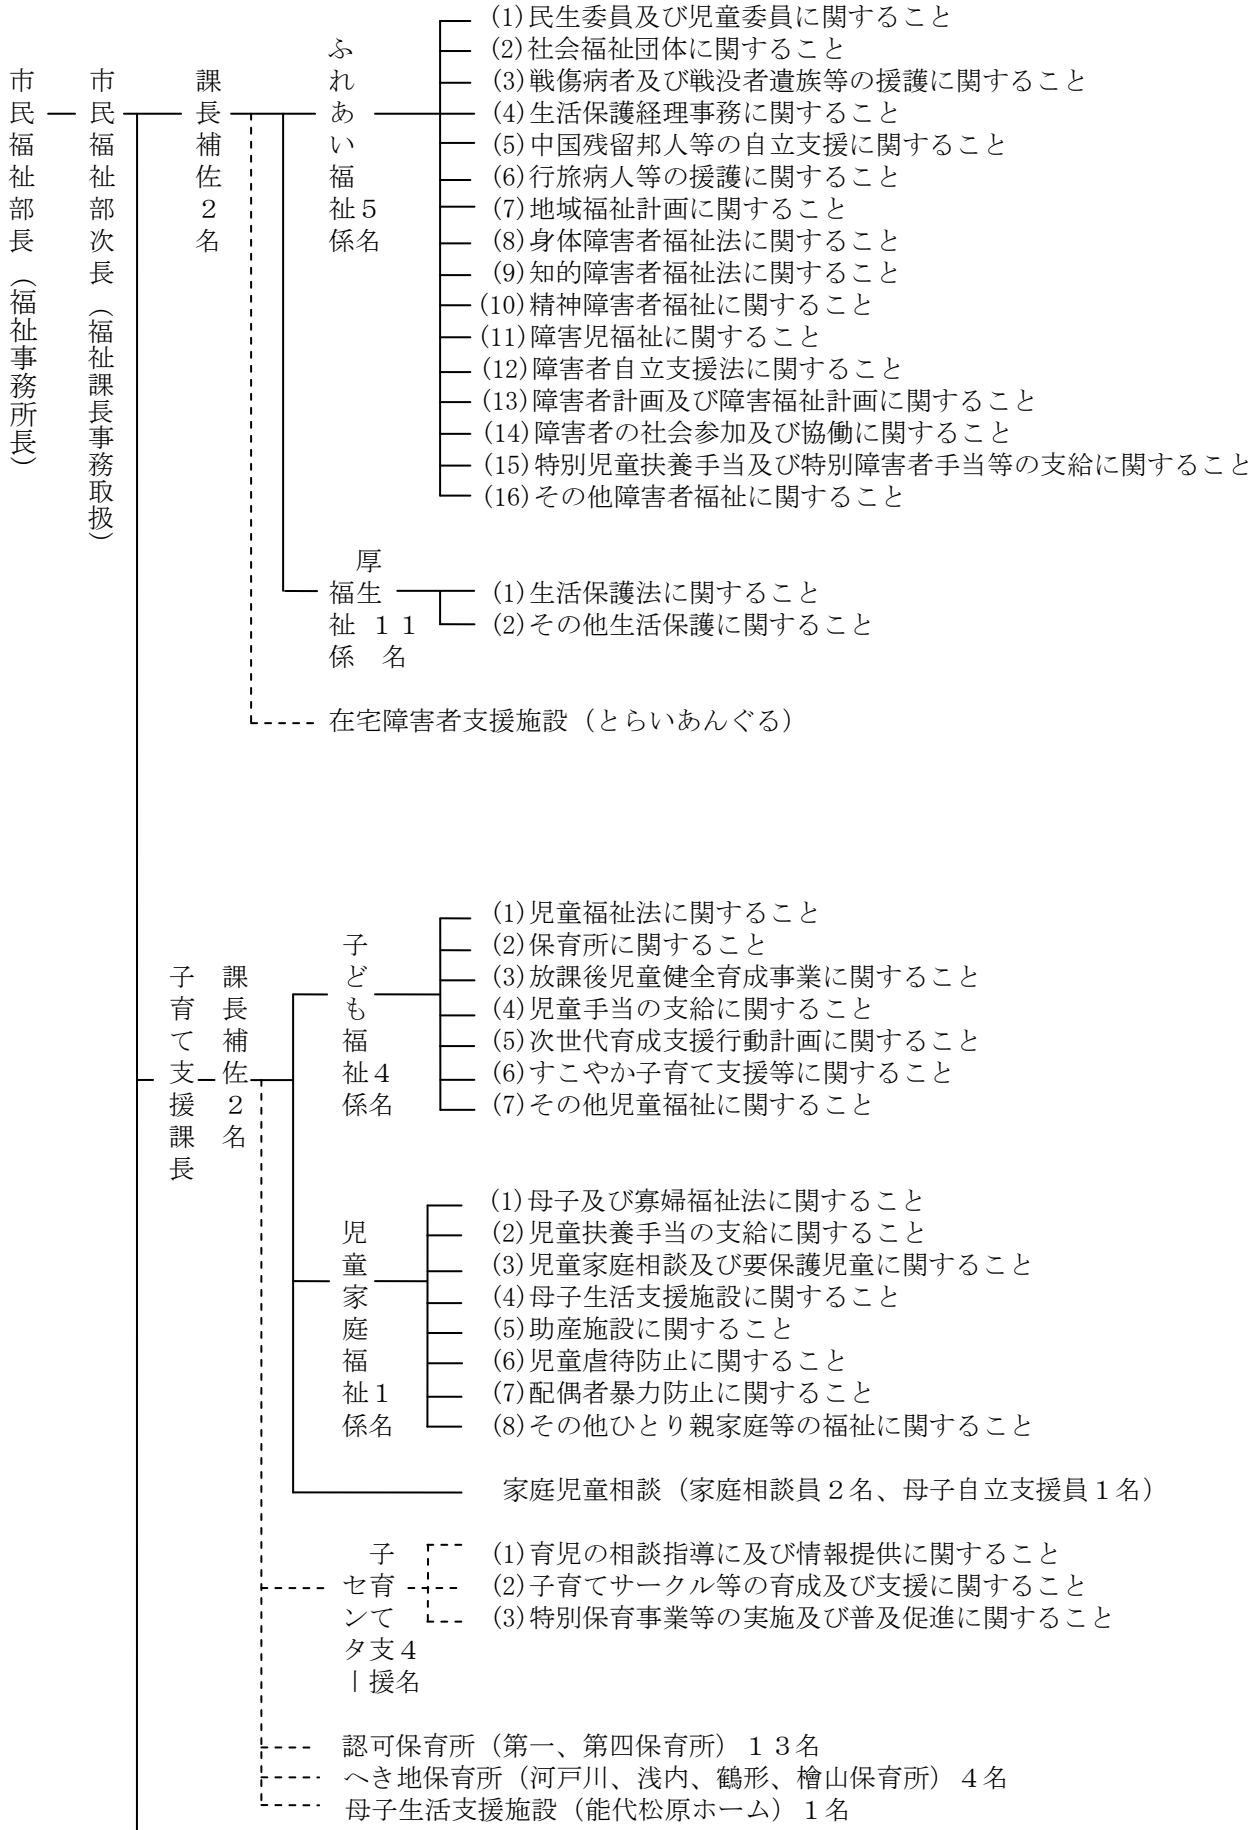 市民福祉部長（福祉事務所長）
市民福祉部次長（福祉課長事務取扱）
課長補佐２名
ふれあい福祉係
５名
(1)民生委員及び児童委員に関すること
(2)社会福祉団体に関すること
(3)戦傷病者及び戦没者遺族等の援護に関すること
(4)生活保護経理事務に関すること
(5)中国残留邦人等の自立支援に関すること
(6)行旅病人等の援護に関すること
(7)地域福祉計画に関すること
(8)身体障害者福祉法に関すること
(9)知的障害者福祉法に関すること
(10)精神障害者福祉に関すること
(11)障害児福祉に関すること
(12)障害者自立支援法に関すること
(13)障害者計画及び障害福祉計画に関すること
(14)障害者の社会参加及び協働に関すること
(15)特別児童扶養手当及び特別障害者手当等の支給に関すること
(16)その他障害者福祉に関すること
厚生
福祉係
１１名
(1)生活保護法に関すること
(2)その他生活保護に関すること
在宅障害者支援施設（とらいあんぐる）
子育て支援課長
課長補佐２名
子ども福祉係
４名
(1)児童福祉法に関すること
(2)保育所に関すること
(3)放課後児童健全育成事業に関すること
(4)児童手当の支給に関すること
(5)次世代育成支援行動計画に関すること
(6)すこやか子育て支援等に関すること
(7)その他児童福祉に関すること
児童家庭福祉係
１名
(1)母子及び寡婦福祉法に関すること
(2)児童扶養手当の支給に関すること
(3)児童家庭相談及び要保護児童に関すること
(4)母子生活支援施設に関すること
(5)助産施設に関すること
(6)児童虐待防止に関すること
(7)配偶者暴力防止に関すること
(8)その他ひとり親家庭等の福祉に関すること
家庭児童相談（家庭相談員２名、母子自立支援員１名）
子育て支援
センター
４名
(1)育児の相談指導に及び情報提供に関すること
(2)子育てサークル等の育成及び支援に関すること
(3)特別保育事業等の実施及び普及促進に関すること
認可保育所（第一、第四保育所）１３名
へき地保育所（河戸川、浅内、鶴形、檜山保育所）４名
母子生活支援施設（能代松原ホーム）１名